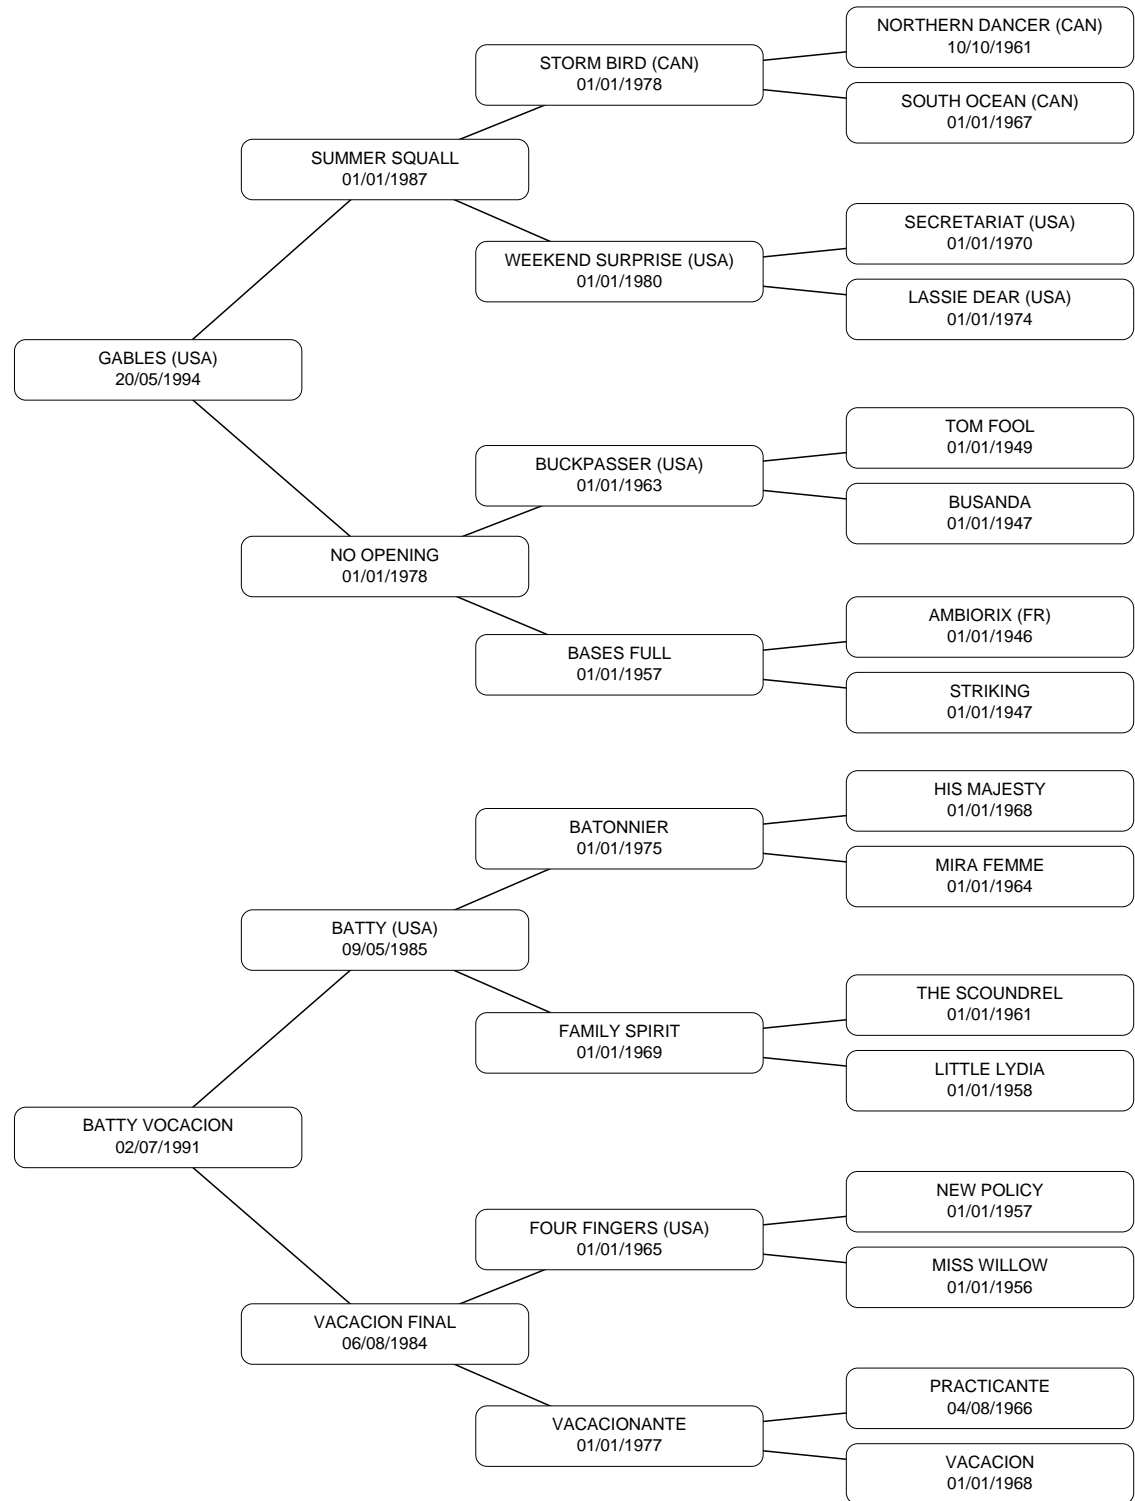 NORTHERN DANCER (CAN)
10/10/1961
STORM BIRD (CAN)
01/01/1978
SOUTH OCEAN (CAN)
01/01/1967
SUMMER SQUALL
01/01/1987
SECRETARIAT (USA)
01/01/1970
WEEKEND SURPRISE (USA)
01/01/1980
LASSIE DEAR (USA)
01/01/1974
GABLES (USA)
20/05/1994
TOM FOOL
01/01/1949
BUCKPASSER (USA)
01/01/1963
BUSANDA
01/01/1947
NO OPENING
01/01/1978
AMBIORIX (FR)
01/01/1946
BASES FULL
01/01/1957
STRIKING
01/01/1947
HIS MAJESTY
01/01/1968
BATONNIER
01/01/1975
MIRA FEMME
01/01/1964
BATTY (USA)
09/05/1985
THE SCOUNDREL
01/01/1961
FAMILY SPIRIT
01/01/1969
LITTLE LYDIA
01/01/1958
BATTY VOCACION
02/07/1991
NEW POLICY
01/01/1957
FOUR FINGERS (USA)
01/01/1965
MISS WILLOW
01/01/1956
VACACION FINAL
06/08/1984
PRACTICANTE
04/08/1966
VACACIONANTE
01/01/1977
VACACION
01/01/1968